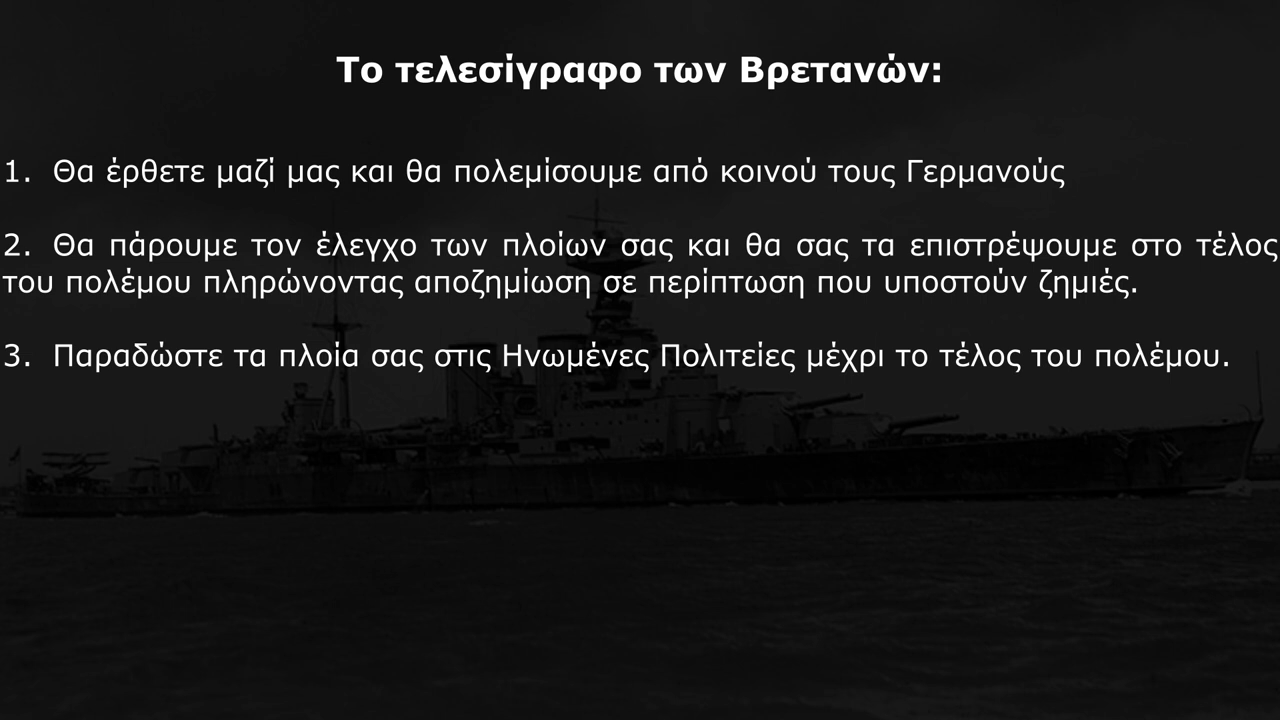 Το τελεσίγραφο των Βρετανών:
1. Θα έρθετε μαζί μας και θα πολεμίσουμε από κοινού τους Γερμανούς
2. Θα πάρουμε τον έλεγχο των πλοίων σας και θα σας τα επιστρέψουμε στο τέλος
του πολέμου πληρώνοντας αποζημίωση σε περίπτωση που υποστούν ζημιές.
3. Παραδώστε τα πλοία σας στις Ηνωμένες Πολιτείες μέχρι το τέλος του πολέμου.